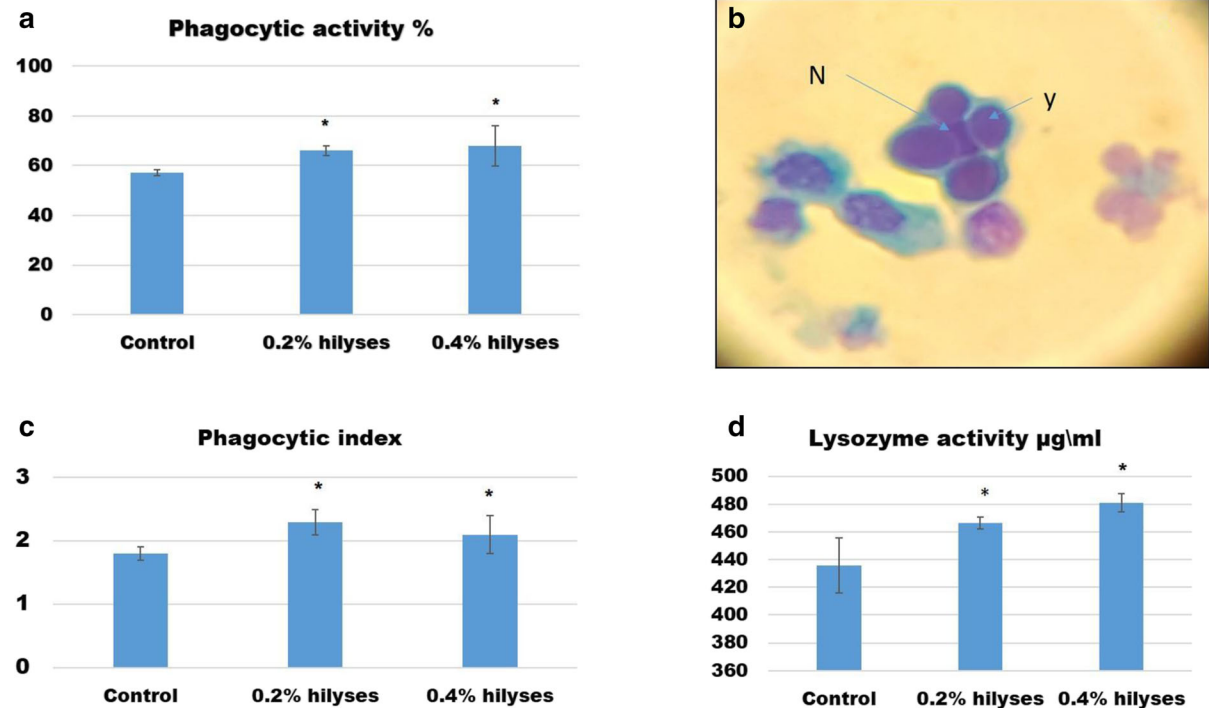 a
Phagocytic activity %
100
80
60
40
20
0
*
*
Control 0.2% hilyses 0.4% hilyses
b
N
y
c
Phagocytic index
3
2
1
0
*
*
Control 0.2% hilyses 0.4% hilyses
d
Lysozyme activity µg\ml
500
480
460
440
420
400
380
360
*
*
Control 0.2% hilyses 0.4% hilyses